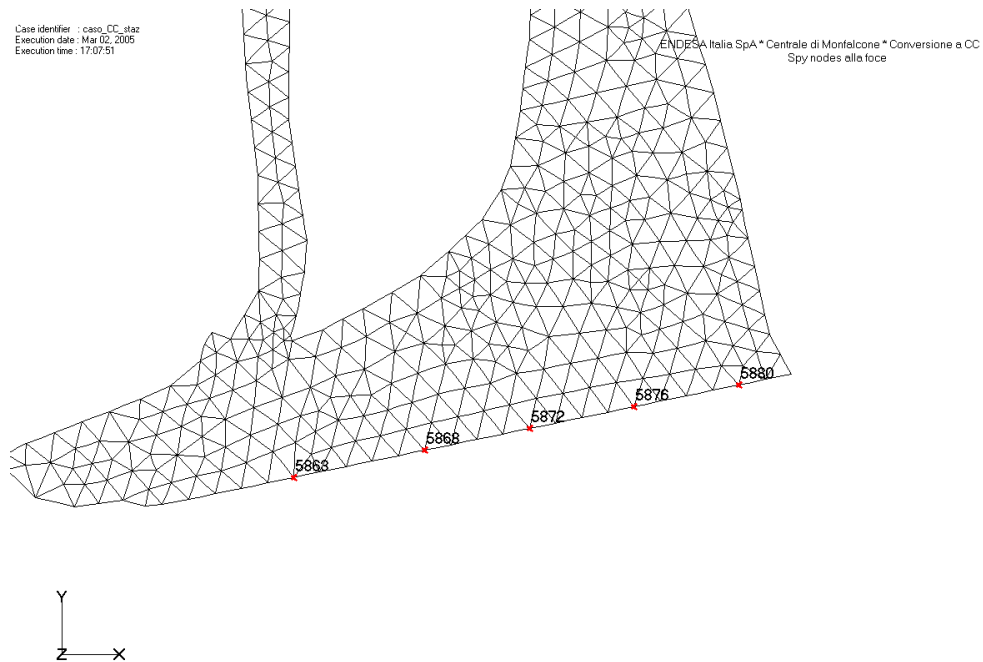 Case identifier : caso_CC_staz
Execution date : Mar 02, 2005
Execution time : 17:07:51
ENDESA Italia SpA * Centrale di Monfalcone * Conversione a CC
Spy nodes alla foce
5880
5876
5872
5868
5863
Y
Z X